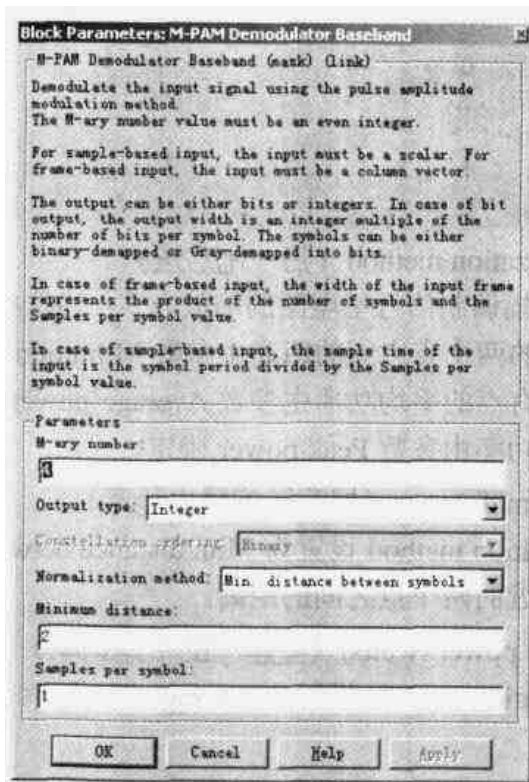 Block Parameters: M-PAM Demodulator Baseband
M-PAM Demodulator Baseband (mask) (link)
Demodulate the input signal using the pulse amplitude
modulation method.
The M-ary number value must be an even integer.
For sample-based input, the input must be a scalar. For
frame-based input, the input must be a column vector.
The output can be either bits or integers. In case of bit
output, the output width is an integer multiple of the
number of bits per symbol. The symbols can be either
binary-demapped or Gray-demapped into bits.
In case of frame-based input, the width of the input frame
represents the product of the number of symbols and the
Samples per symbol value.
In case of sample-based input, the sample time of the
input is the symbol period divided by the Samples per
symbol value.
Parameters
M-ary number:
Output type: Integer
Constellation ordering: Binary
Normalization method: Min. distance between symbols
Minimum distance:
2
Samples per symbol:
1
OK Cancel Help Apply